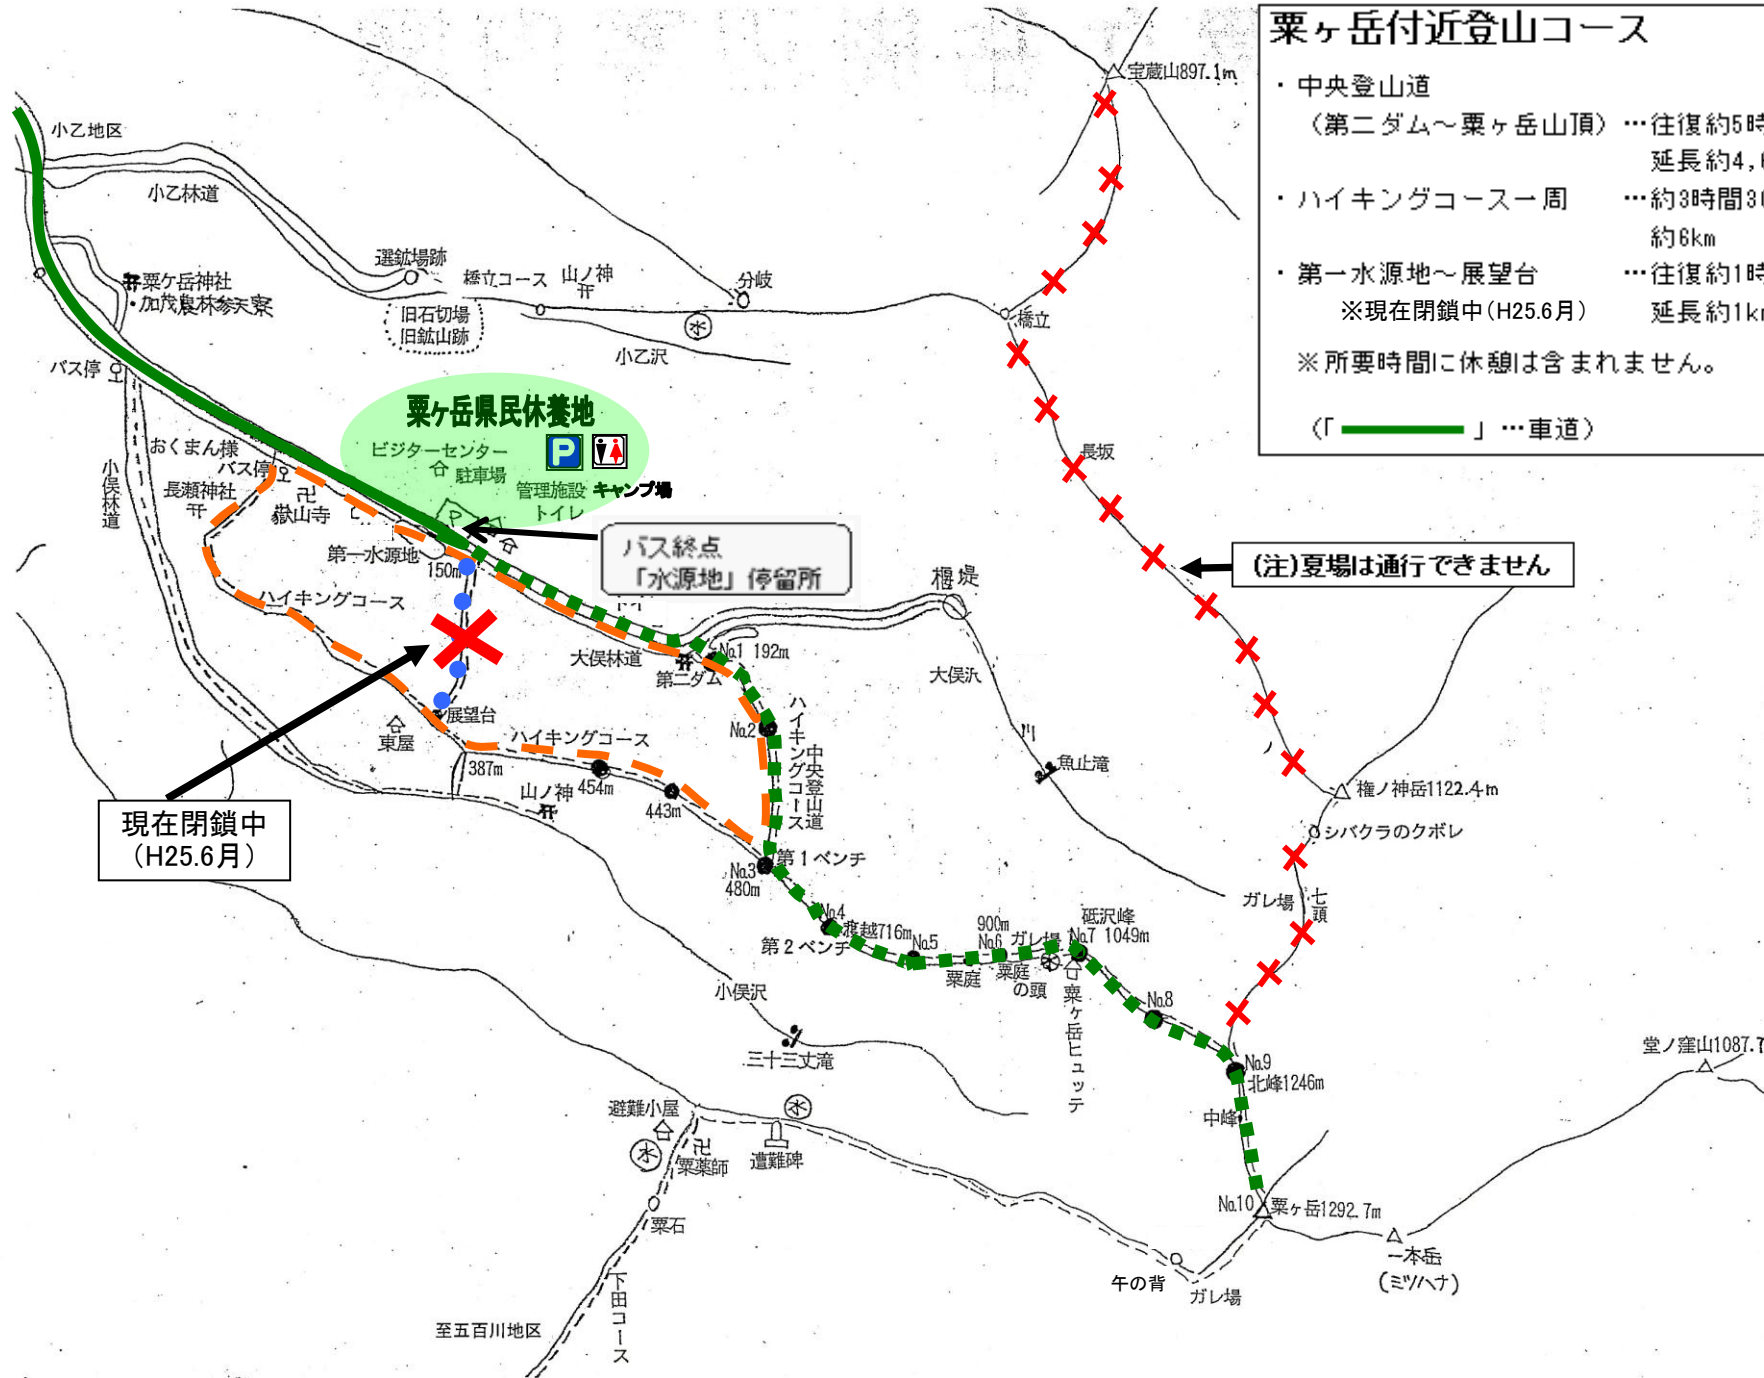 粟ヶ岳付近登山コース
・中央登山道
（第二ダム～粟ヶ岳山頂）…往復約5時
延長約4,
・ハイキングコース一周 …約3時間3
約6km
・第一水源地～展望台 …往復約1時
※現在閉鎖中（H25.6月） 延長約1k
※所要時間に休憩は含まれません。
（「 」…車道）
宝蔵山897.1m
小乙地区
小乙林道
選鉱場跡
橋立コース
山ノ神
分岐
粟ケ岳神社
・加茂農林参天寮
旧石切場
旧鉱山跡
水
小乙沢
橋立
バス停
粟ヶ岳県民休養地
ビジターセンター
駐車場
P
管理施設
キャンプ場
トイレ
おくまん様
バス停
長瀬神社
嶽山寺
小俣林道
長坂
P
バス終点
「水源地」停留所
第一水源地
150m
(注)夏場は通行できません
ハイキングコース
堰堤
大俣林道
No.1 192m
第二ダム
大俣沢
展望台
東屋
ハイキングコース
No.2
ハイキングコース
中央登山道
387m
454m
443m
山ノ神
魚止滝
権ノ神岳1122.4m
シバクラのクボレ
現在閉鎖中
（H25.6月）
第1ベンチ
No.3
480m
ガレ場
七頭
No.4
渡越716m
第2ベンチ
No.5
900m
No.6
ガレ場
砥沢峰
No.7 1049m
粟庭
粟庭の頭
水
粟ヶ岳ヒュッテ
小俣沢
No.8
三十三丈滝
No.9
北峰1246m
中峰
堂ノ窪山1087.7
避難小屋
水
水
粟薬師
遭難碑
No.10
粟ヶ岳1292.7m
粟石
一本岳
(ミツハナ)
午の背
ガレ場
下田コース
至五百川地区